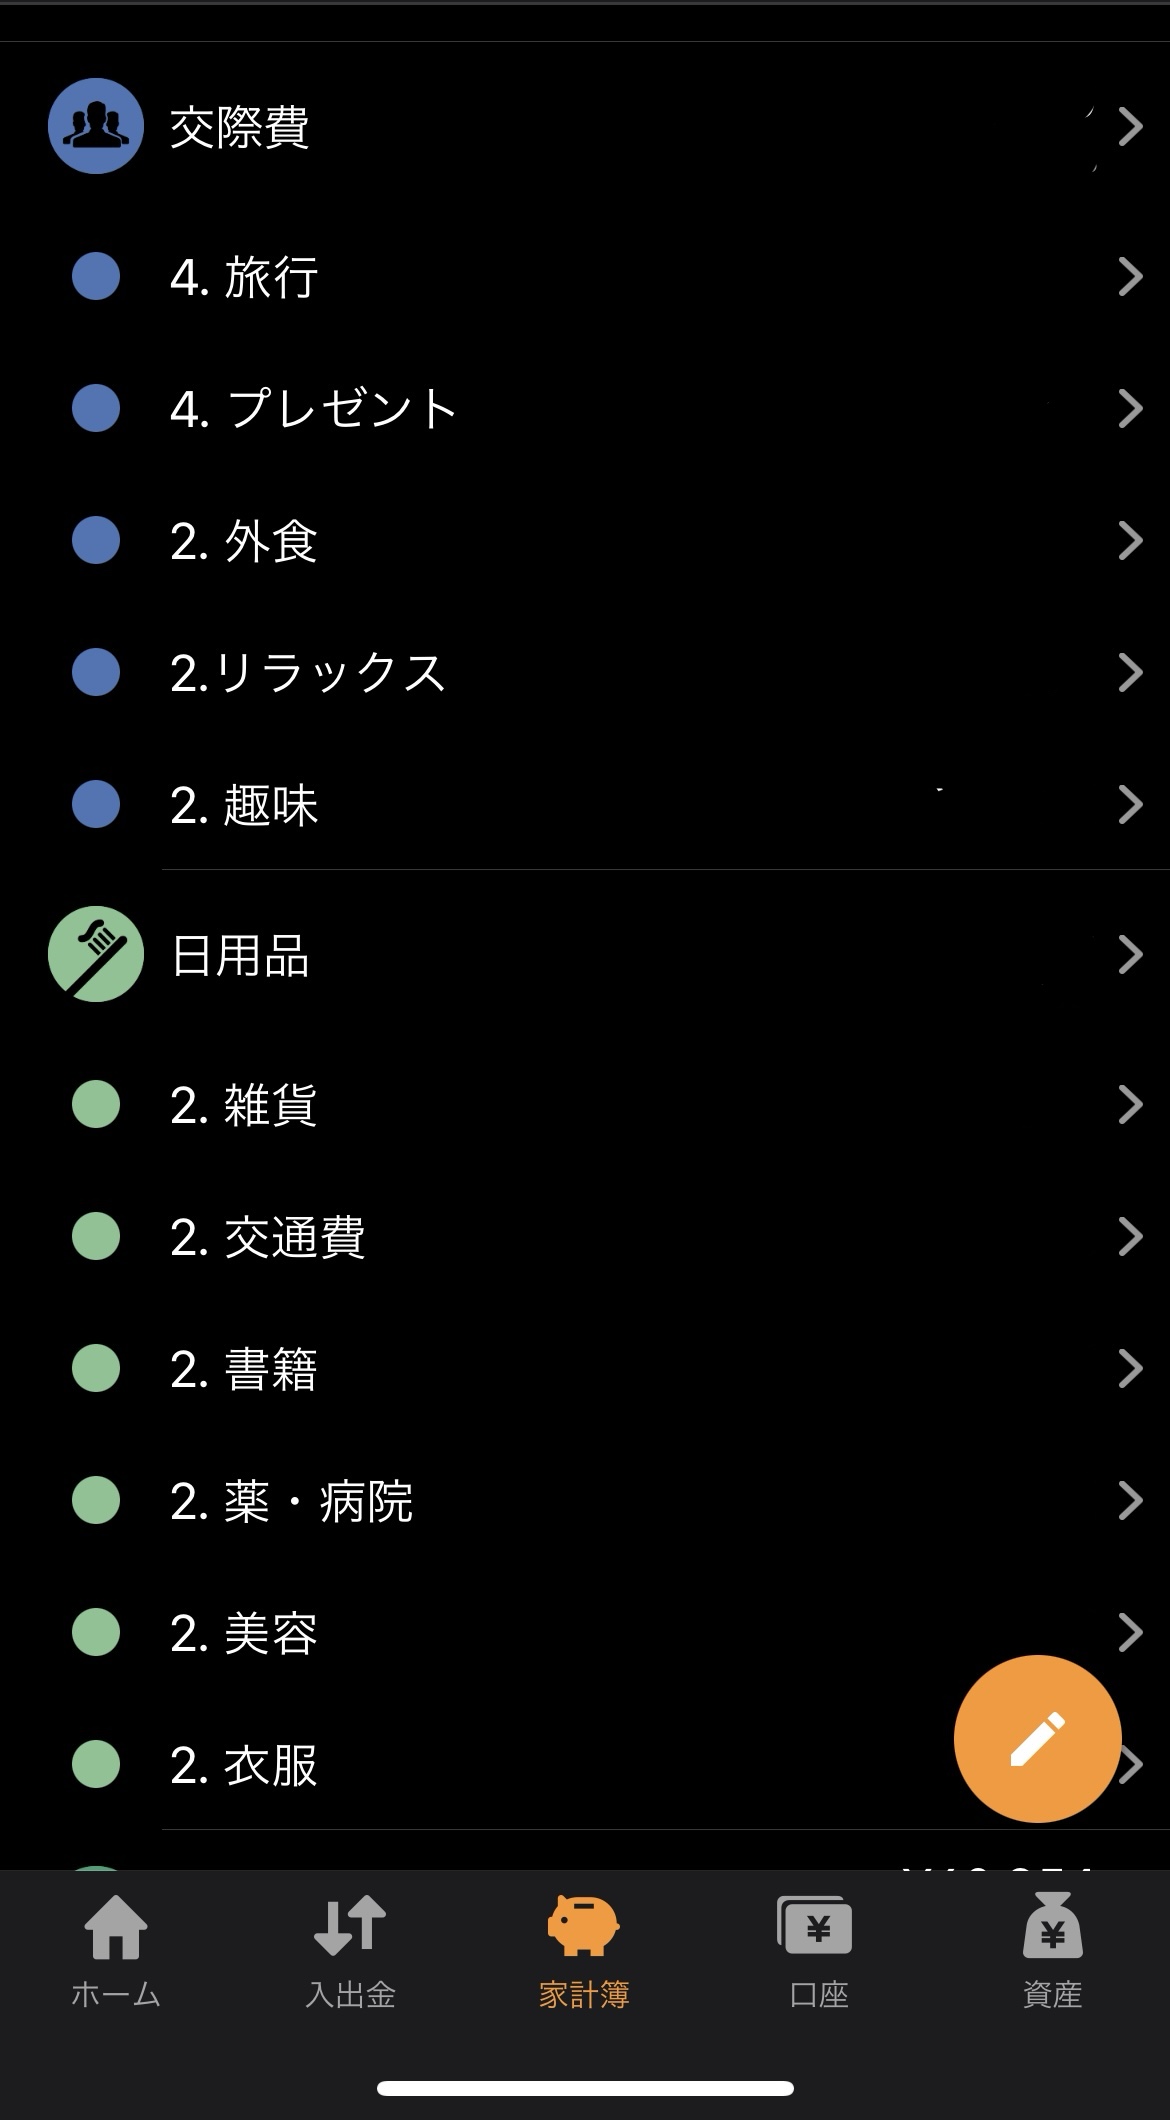 交際費
4. 旅行
4. プレゼント
2. 外食
2.リラックス
2. 趣味
日用品
2. 雑貨
2. 交通費
2. 書籍
2. 薬・病院
2. 美容
2. 衣服
ホーム
入出金
家計簿
口座
資産